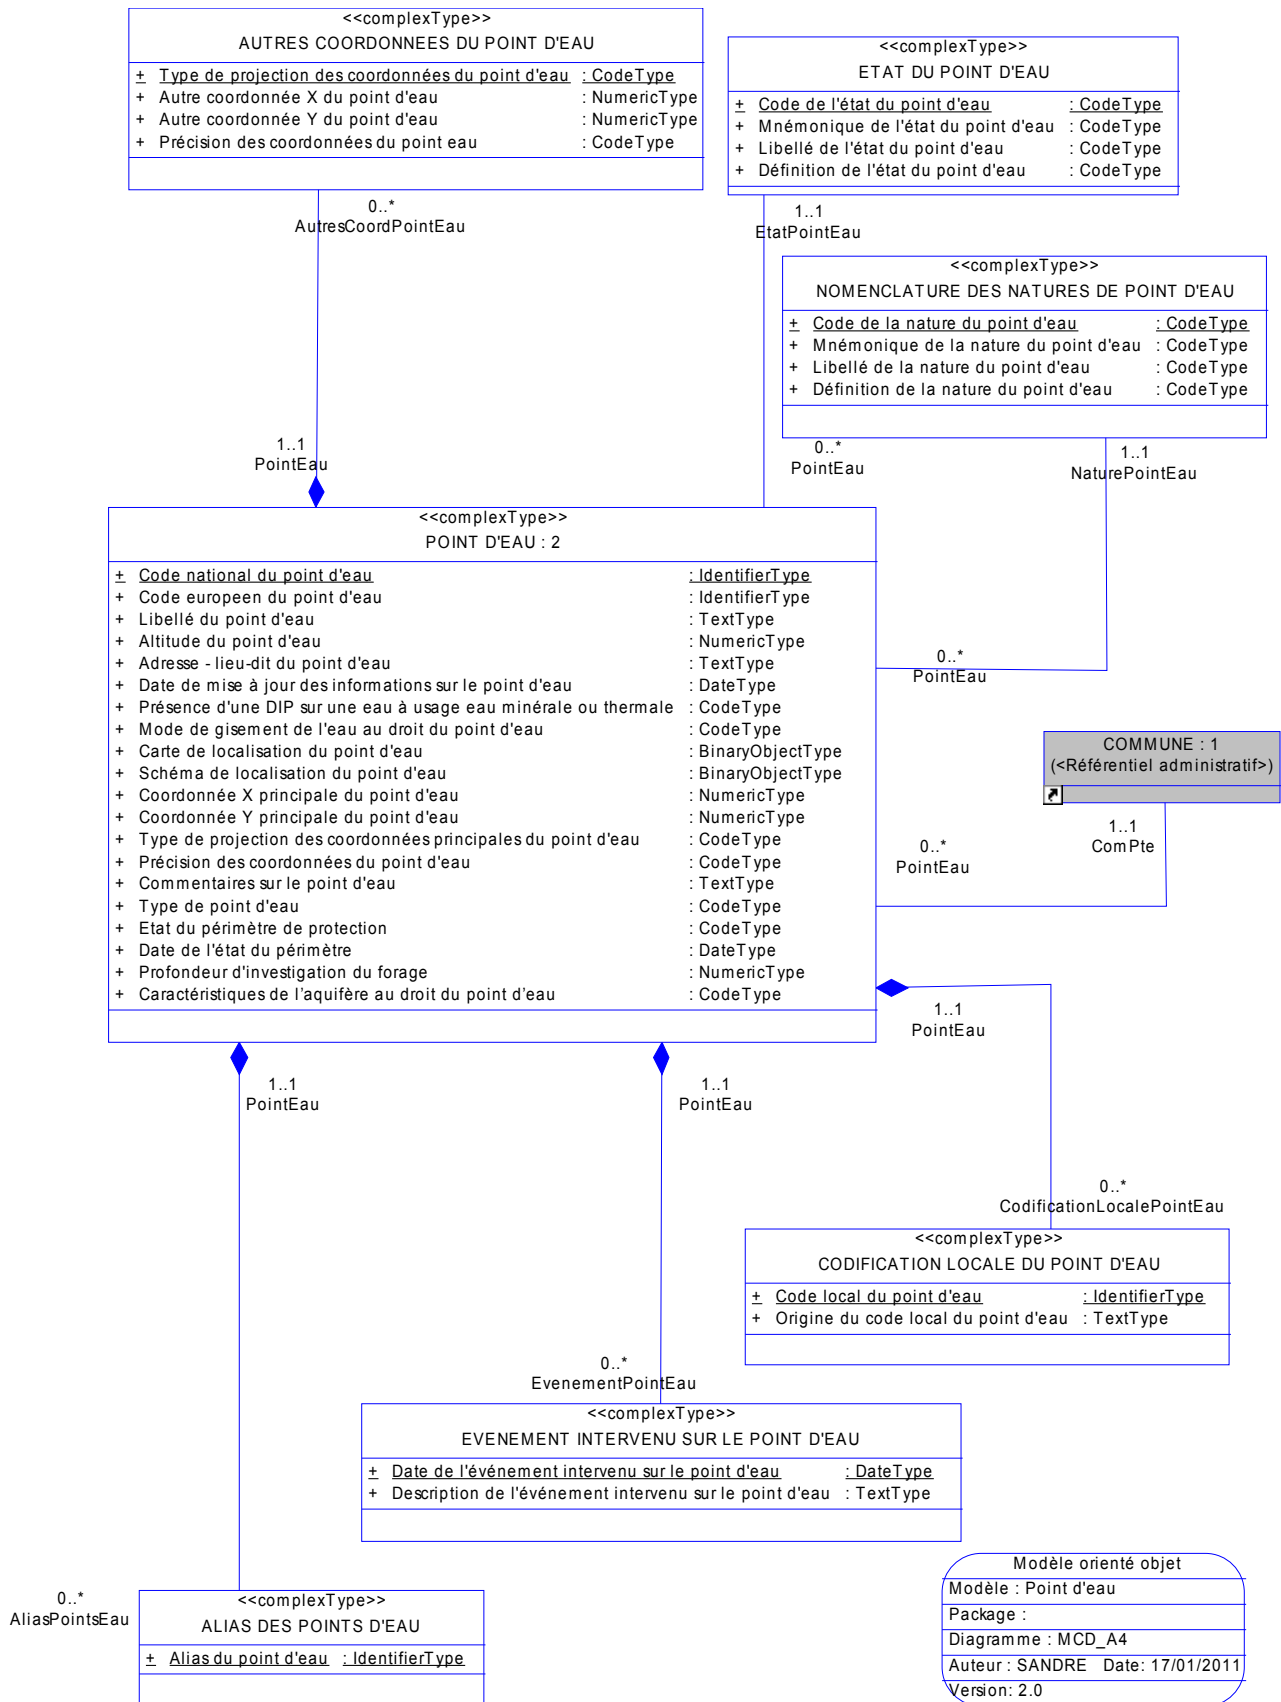 <<complexType>>
AUTRES COORDONNEES DU POINT D'EAU
+ Type de projection des coordonnées du point d'eau : CodeType
+ Autre coordonnée X du point d'eau : NumericType
+ Autre coordonnée Y du point d'eau : NumericType
+ Précision des coordonnées du point eau : CodeType
0..*
AutresCoordPointEau
<<complexType>>
ETAT DU POINT D'EAU
+ Code de l'état du point d'eau : CodeType
+ Mnémonique de l'état du point d'eau : CodeType
+ Libellé de l'état du point d'eau : CodeType
+ Définition de l'état du point d'eau : CodeType
1..1
EtatPointEau
<<complexType>>
NOMENCLATURE DES NATURES DE POINT D'EAU
+ Code de la nature du point d'eau : CodeType
+ Mnémonique de la nature du point d'eau : CodeType
+ Libellé de la nature du point d'eau : CodeType
+ Définition de la nature du point d'eau : CodeType
1..1
PointEau
0..*
PointEau
1..1
NaturePointEau
<<complexType>>
POINT D'EAU : 2
+ Code national du point d'eau : IdentifierType
+ Code europeen du point d'eau : IdentifierType
+ Libellé du point d'eau : TextType
+ Altitude du point d'eau : NumericType
+ Adresse - lieu-dit du point d'eau : TextType
+ Date de mise à jour des informations sur le point d'eau : DateType
+ Présence d'une DIP sur une eau à usage eau minérale ou thermale : CodeType
+ Mode de gisement de l'eau au droit du point d'eau : CodeType
+ Carte de localisation du point d'eau : BinaryObjectType
+ Schéma de localisation du point d'eau : BinaryObjectType
+ Coordonnée X principale du point d'eau : NumericType
+ Coordonnée Y principale du point d'eau : NumericType
+ Type de projection des coordonnées principales du point d'eau : CodeType
+ Précision des coordonnées du point d'eau : CodeType
+ Commentaires sur le point d'eau : TextType
+ Type de point d'eau : CodeType
+ Etat du périmètre de protection : CodeType
+ Date de l'état du périmètre : DateType
+ Profondeur d'investigation du forage : NumericType
+ Caractéristiques de l’aquifère au droit du point d’eau : CodeType
0..*
PointEau
COMMUNE : 1
(<Référentiel administratif>)
1..1
ComPte
0..*
PointEau
1..1
PointEau
1..1
PointEau
1..1
PointEau
0..*
CodificationLocalePointEau
<<complexType>>
CODIFICATION LOCALE DU POINT D'EAU
+ Code local du point d'eau : IdentifierType
+ Origine du code local du point d'eau : TextType
0..*
EvenementPointEau
<<complexType>>
EVENEMENT INTERVENU SUR LE POINT D'EAU
+ Date de l'événement intervenu sur le point d'eau : DateType
+ Description de l'événement intervenu sur le point d'eau : TextType
0..*
AliasPointsEau
<<complexType>>
ALIAS DES POINTS D'EAU
+ Alias du point d'eau : IdentifierType
Modèle orienté objet
Modèle : Point d'eau
Package :
Diagramme : MCD_A4
Auteur : SANDRE Date: 17/01/2011
Version: 2.0